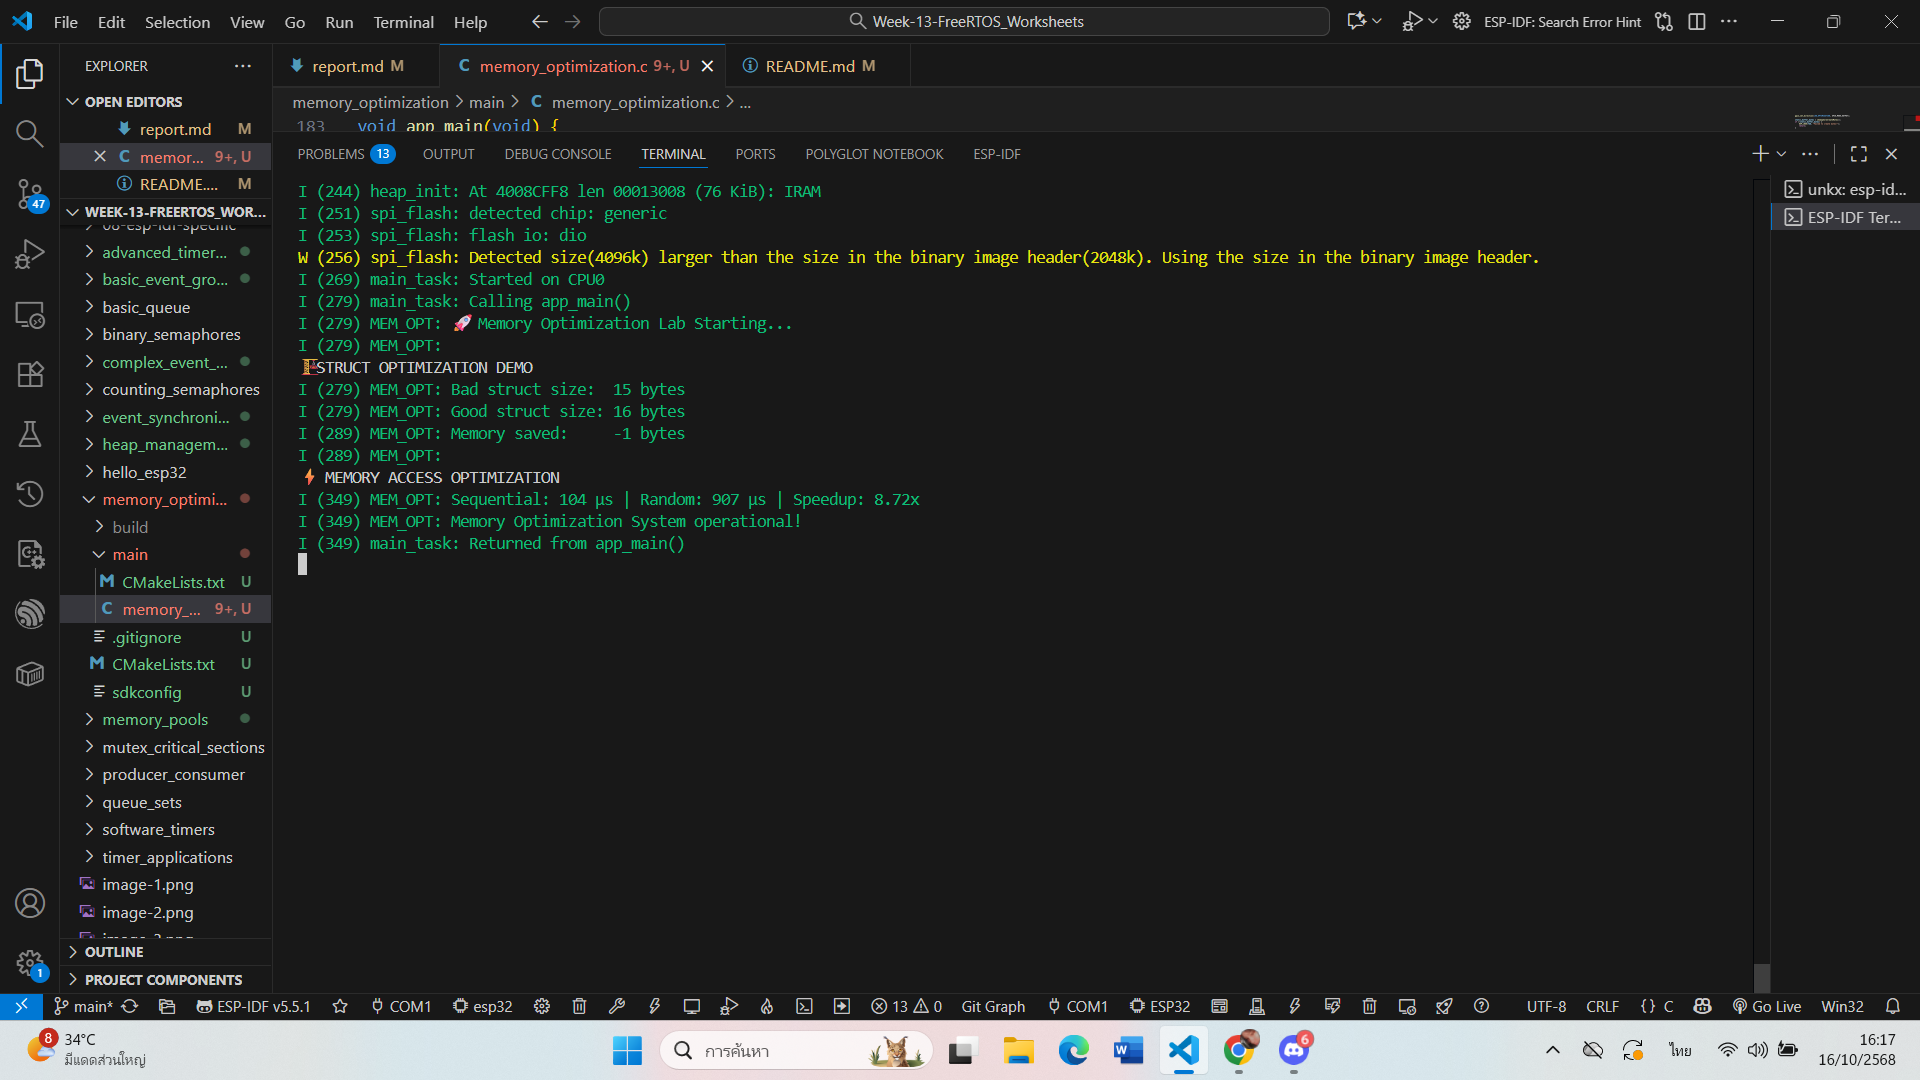 File Edit Selection View Go Run Terminal Help
Week-13-FreeRTOS_Worksheets
ESP-IDF: Search Error Hint
EXPLORER
report.md M
memory_optimization.c 9+, U
README.md M
OPEN EDITORS
report.md M
memor... 9+, U
README.... M
WEEK-13-FREERTOS_WOR...
08-esp-idf-specific
advanced_timer...
basic_event_gro...
basic_queue
binary_semaphores
complex_event_...
counting_semaphores
event_synchroni...
heap_managem...
hello_esp32
memory_optimi...
build
main
CMakeLists.txt U
memory_... 9+, U
.gitignore U
CMakeLists.txt U
sdkconfig U
memory_pools
mutex_critical_sections
producer_consumer
queue_sets
software_timers
timer_applications
image-1.png
image-2.png
OUTLINE
PROJECT COMPONENTS
47
1
memory_optimization > main > C memory_optimization.c > ...
183 void app_main(void) {
PROBLEMS 13 OUTPUT DEBUG CONSOLE TERMINAL PORTS POLYGLOT NOTEBOOK ESP-IDF
I (244) heap_init: At 4008CFF8 len 00013008 (76 KiB): IRAM
I (251) spi_flash: detected chip: generic
I (253) spi_flash: flash io: dio
W (256) spi_flash: Detected size(4096k) larger than the size in the binary image header(2048k). Using the size in the binary image header.
I (269) main_task: Started on CPU0
I (279) main_task: Calling app_main()
I (279) MEM_OPT: 🚀 Memory Optimization Lab Starting...
I (279) MEM_OPT:
STRUCT OPTIMIZATION DEMO
I (279) MEM_OPT: Bad struct size:  15 bytes
I (279) MEM_OPT: Good struct size: 16 bytes
I (289) MEM_OPT: Memory saved:     -1 bytes
I (289) MEM_OPT:
⚡ MEMORY ACCESS OPTIMIZATION
I (349) MEM_OPT: Sequential: 104 µs | Random: 907 µs | Speedup: 8.72x
I (349) MEM_OPT: Memory Optimization System operational!
I (349) main_task: Returned from app_main()
unkx: esp-id...
ESP-IDF Ter...
main* ESP-IDF v5.5.1 COM1 esp32 13 0 Git Graph COM1 ESP32 UTF-8 CRLF {} C Go Live Win32
8 34°C
มีแดดส่วนใหญ่
การค้นหา
6
ไทย
16:17
16/10/2568